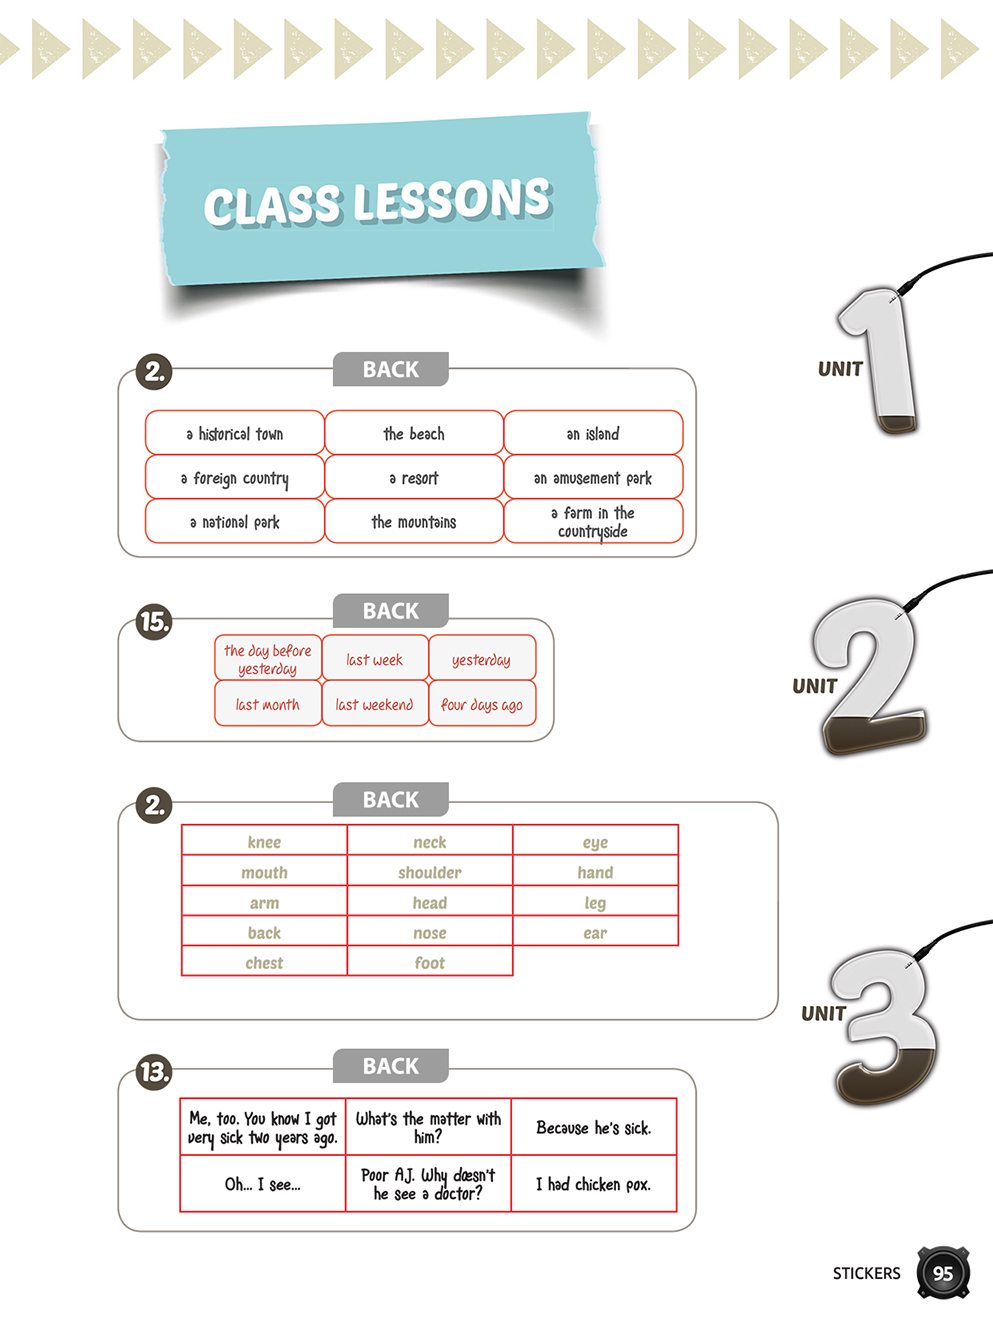 CLASS LESSONS
2.
BACK
a historical town
the beach
an island
a foreign country
a resort
an amusement park
a national park
the mountains
a farm in the
countryside
UNIT 1
15.
BACK
the day before
yesterday
last week
yesterday
last month
last weekend
four days ago
UNIT 2
2.
BACK
knee
neck
eye
mouth
shoulder
hand
arm
head
leg
back
nose
ear
chest
foot
UNIT 3
13.
BACK
Me, too. You know I got
very sick two years ago.
What's the matter with
him?
Because he's sick.
Oh... I see...
Poor A.J. Why doesn't
he see a doctor?
I had chicken pox.
STICKERS 95